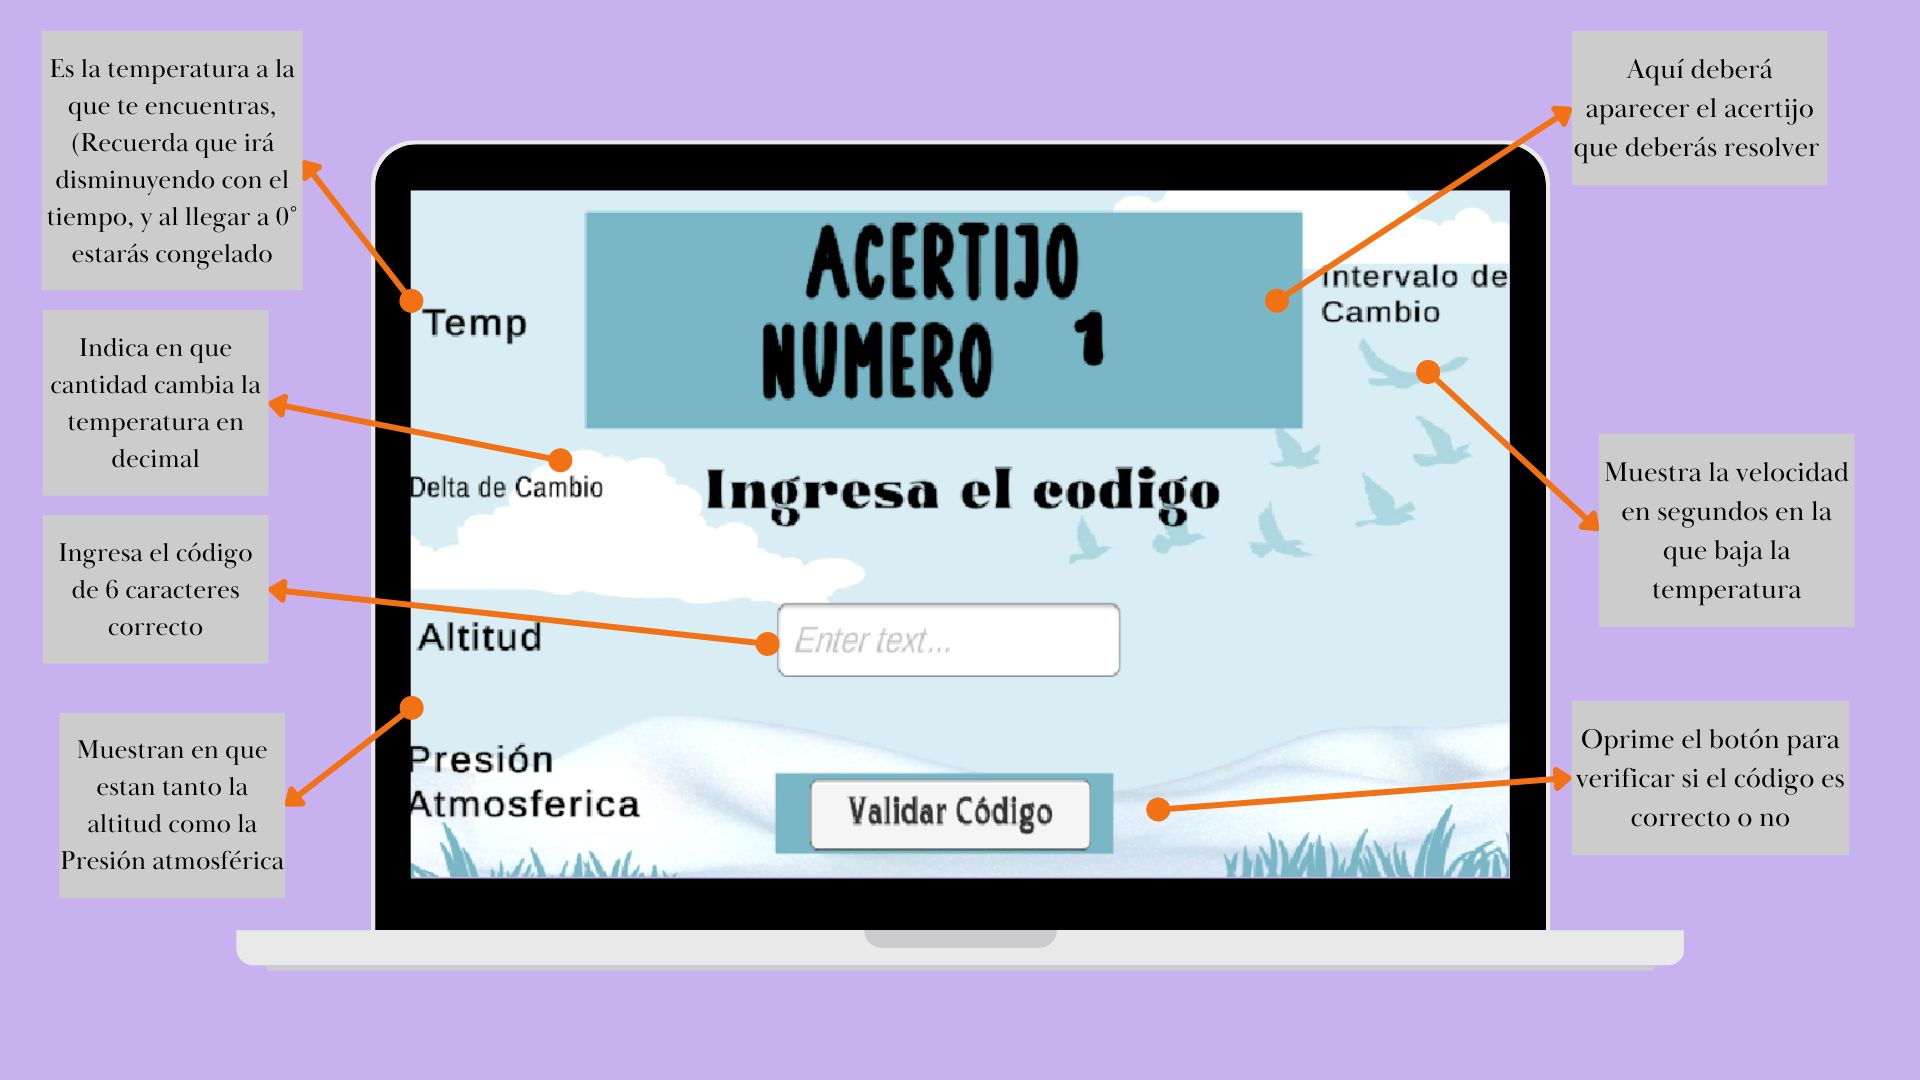 Es la temperatura a la
que te encuentras,
(Recuerda que irá
disminuyendo con el
tiempo, y al llegar a 0°
estarás congelado
Indica en que
cantidad cambia la
temperatura en
decimal
Ingresa el código
de 6 caracteres
correcto
Muestran en que
estan tanto la
altitud como la
Presión atmosférica
ACERTIJO
NUMERO 1
Temp
Intervalo de
Cambio
Delta de Cambio
Ingresa el codigo
Altitud
Enter text...
Presión
Atmosferica
Validar Código
Aquí deberá
aparecer el acertijo
que deberás resolver
Muestra la velocidad
en segundos en la
que baja la
temperatura
Oprime el botón para
verificar si el código es
correcto o no